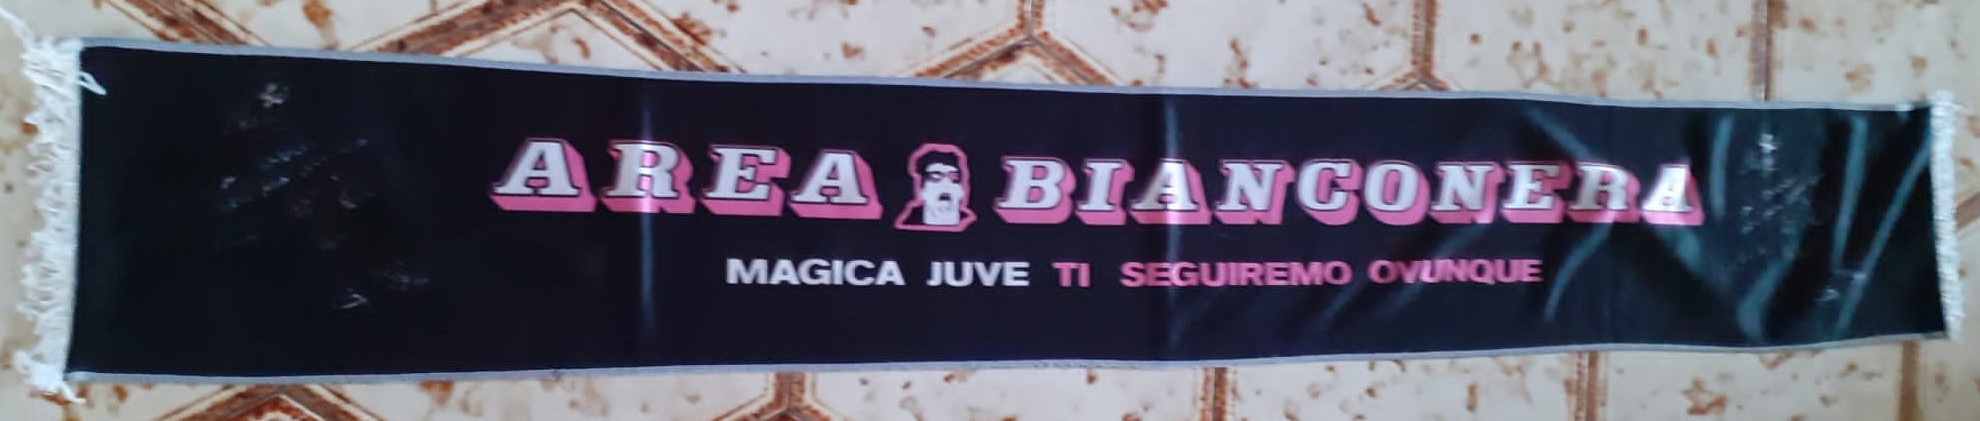 AREA BIANCONERA
MAGICA JUVE TI SEGUIREMO OVUNQUE